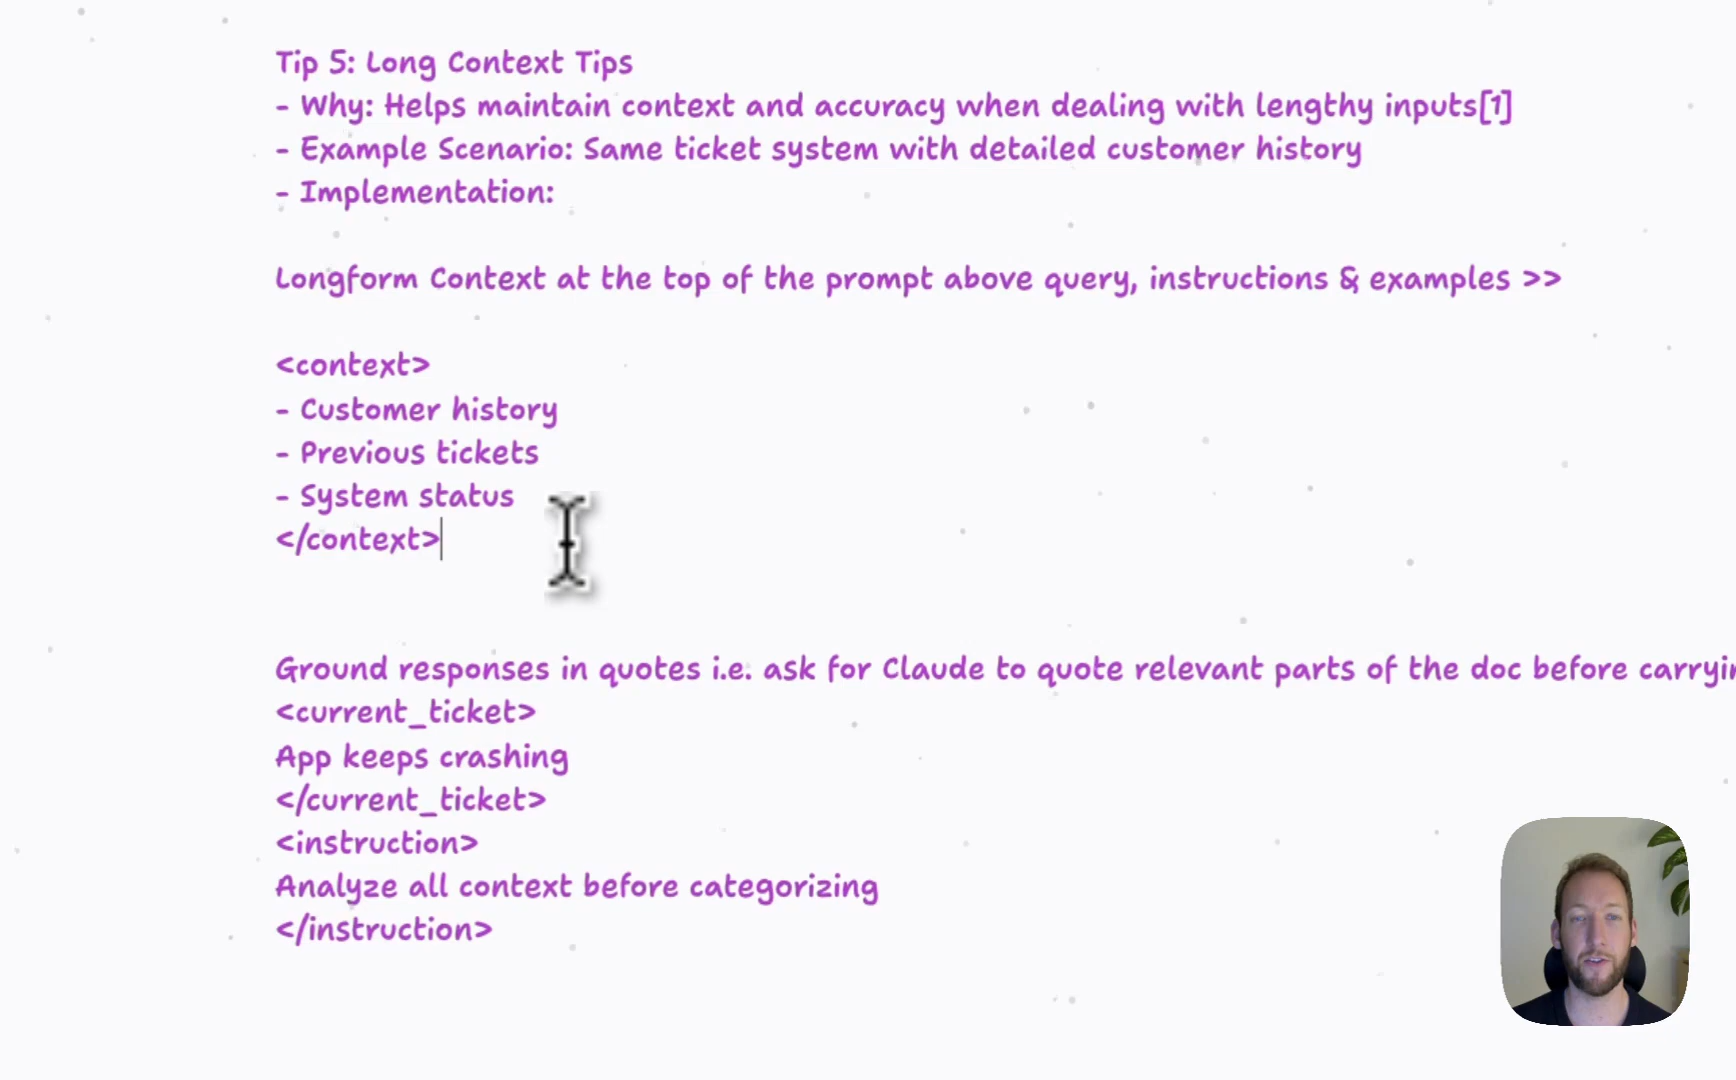 Tip 5: Long Context Tips
- Why: Helps maintain context and accuracy when dealing with lengthy inputs[1]
- Example Scenario: Same ticket system with detailed customer history
- Implementation:
Longform Context at the top of the prompt above query, instructions & examples >>
<context>
- Customer history
- Previous tickets
- System status
</context>
Ground responses in quotes i.e. ask for Claude to quote relevant parts of the doc before
<current_ticket>
App keeps crashing
</current_ticket>
<instruction>
Analyze all context before categorizing
</instruction>